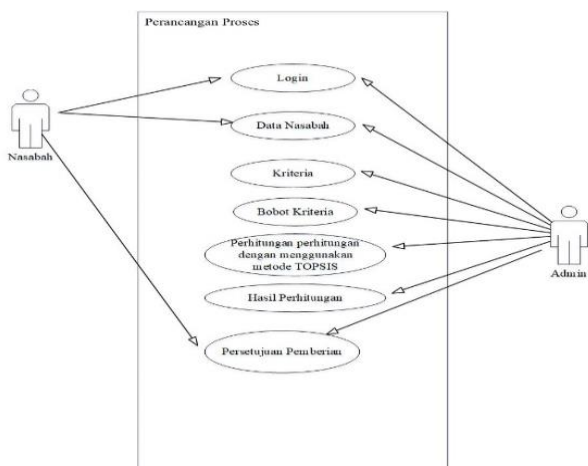 Perancangan Proses
Login
Data Nasabah
Nasabah
Kriteria
Bobot Kriteria
Perhitungan perhitungan
dengan menggunakan
metode TOPSIS
Admin
Hasil Perhitungan
Persetujuan Pemberian